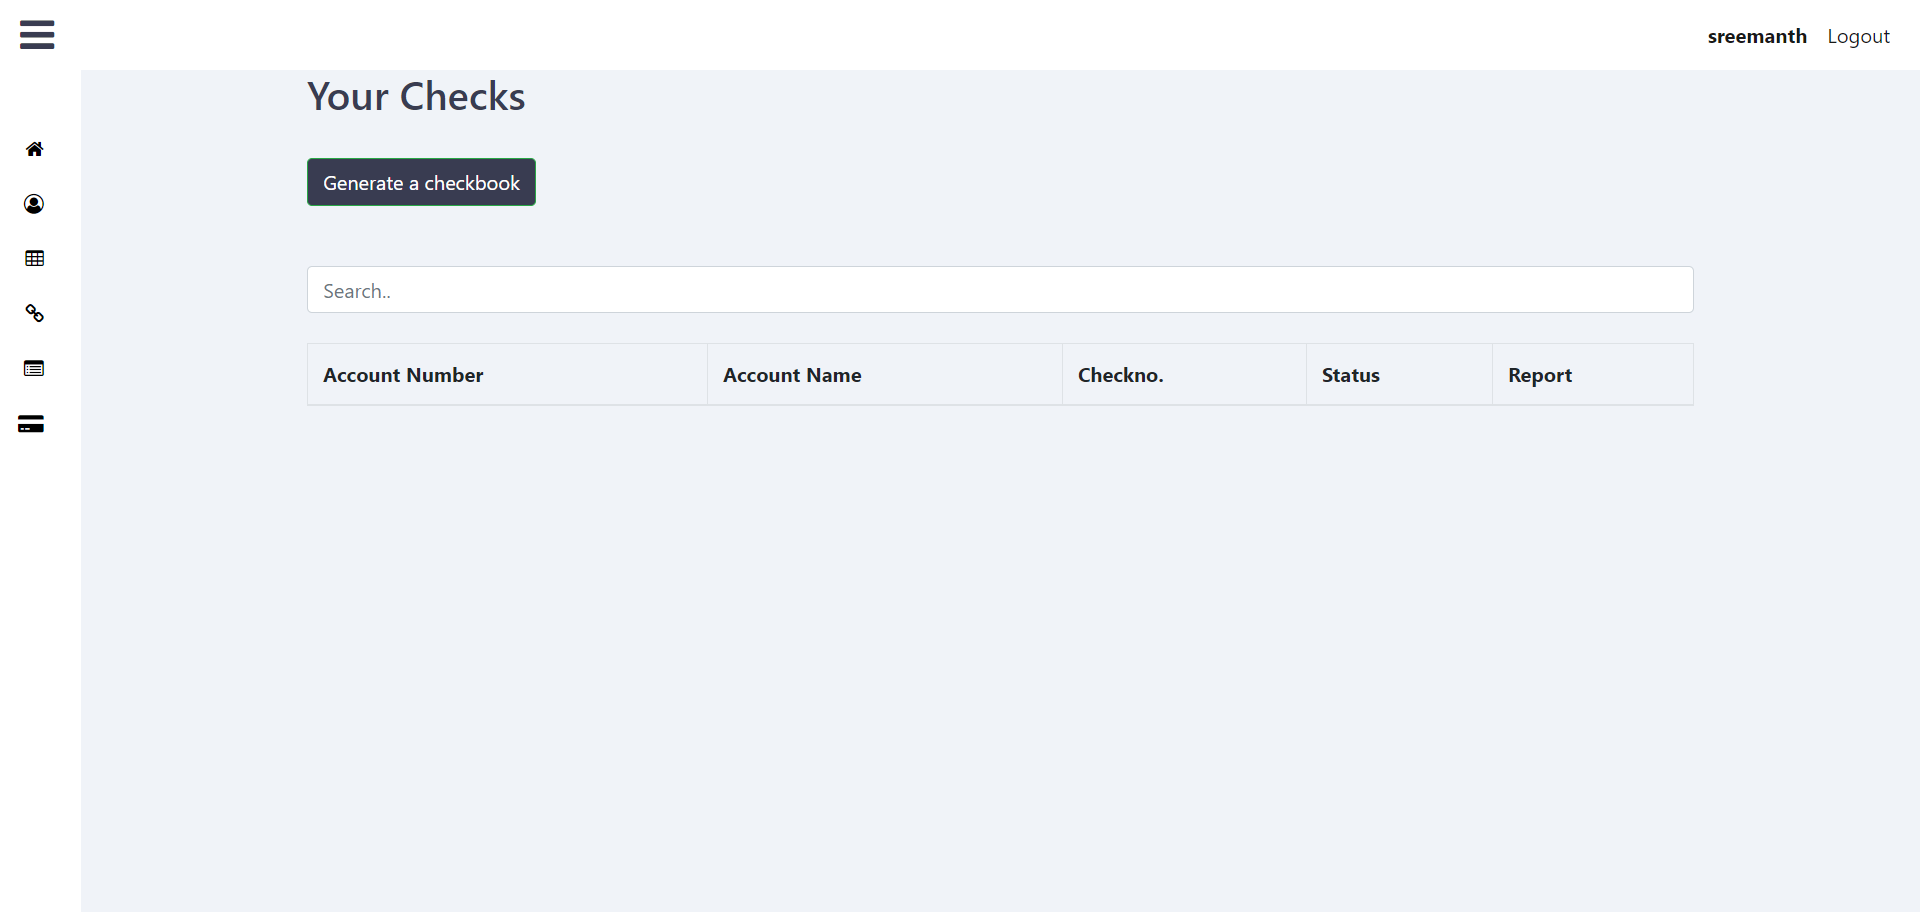 sreemanth Logout
Your Checks
Generate a checkbook
Search..
Account Number Account Name Checkno. Status Report